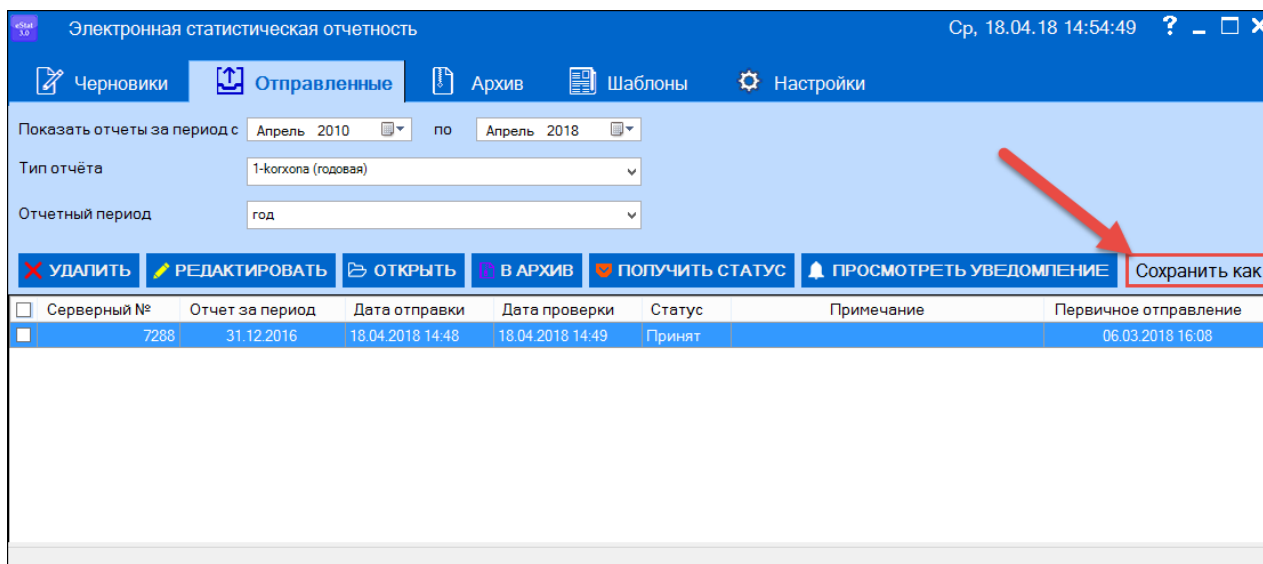 eStat 3.0 Электронная статистическая отчетность Ср, 18.04.18 14:54:49 ?
Черновики Отправленные Архив Шаблоны Настройки
Показать отчеты за период с Апрель 2010 по Апрель 2018
Тип отчёта 1-korxona (годовая)
Отчетный период год
УДАЛИТЬ РЕДАКТИРОВАТЬ ОТКРЫТЬ В АРХИВ ПОЛУЧИТЬ СТАТУС ПРОСМОТРЕТЬ УВЕДОМЛЕНИЕ Сохранить как
Серверный № Отчет за период Дата отправки Дата проверки Статус Примечание Первичное отправление
7288 31.12.2016 18.04.2018 14:48 18.04.2018 14:49 Принят 06.03.2018 16:08